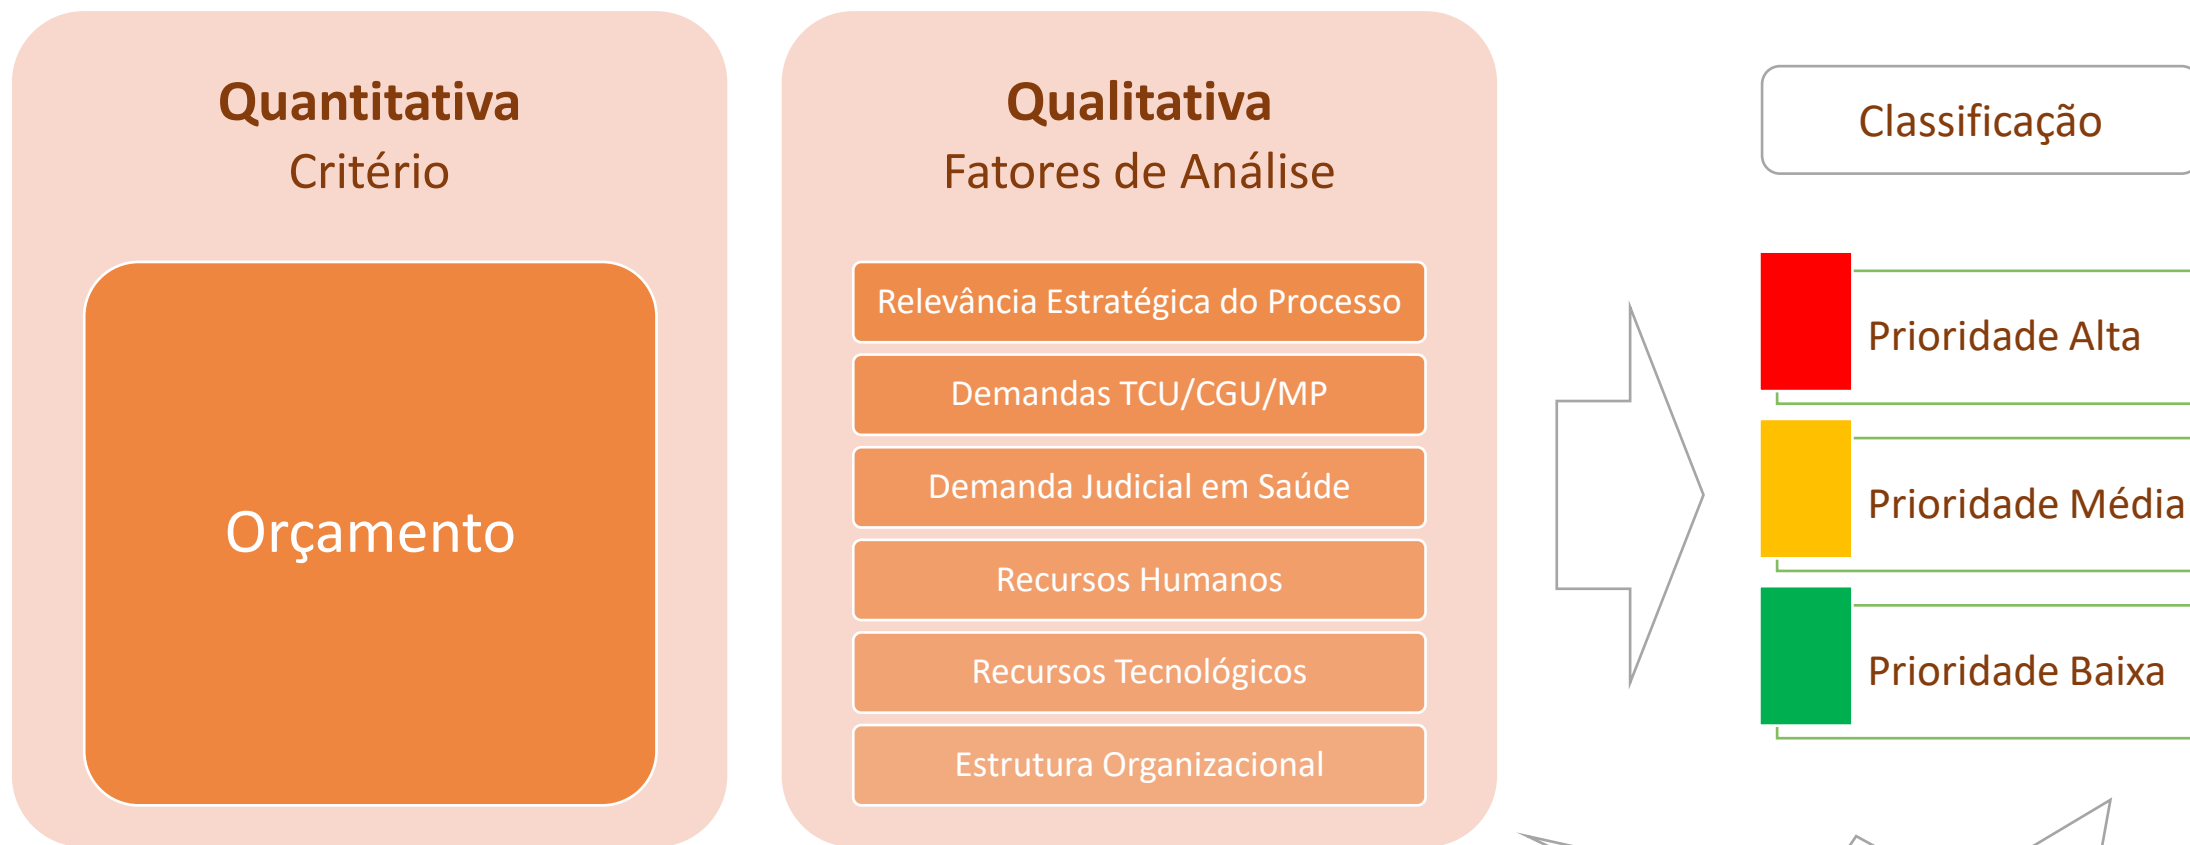 Quantitativa
Critério
Orçamento
Qualitativa
Fatores de Análise
Relevância Estratégica do Processo
Demandas TCU/CGU/MP
Demanda Judicial em Saúde
Recursos Humanos
Recursos Tecnológicos
Estrutura Organizacional
Classificação
Prioridade Alta
Prioridade Média
Prioridade Baixa